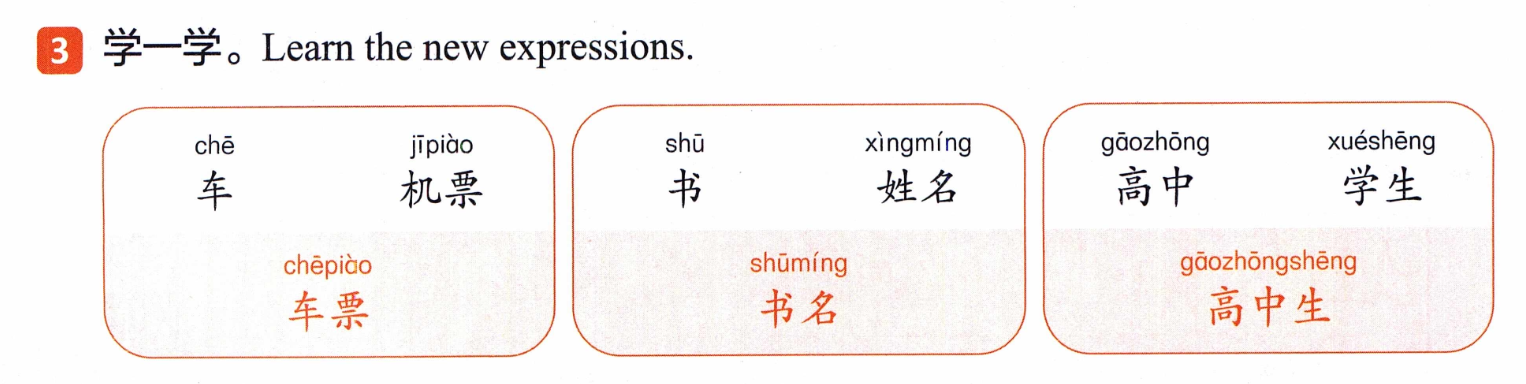 3 学一学。Learn the new expressions.
chē jīpiào shū xìngmíng gāozhōng xuéshēng
车 机票 书 姓名 高中 学生
chēpiào shūmíng gāozhōngshēng
车票 书名 高中生